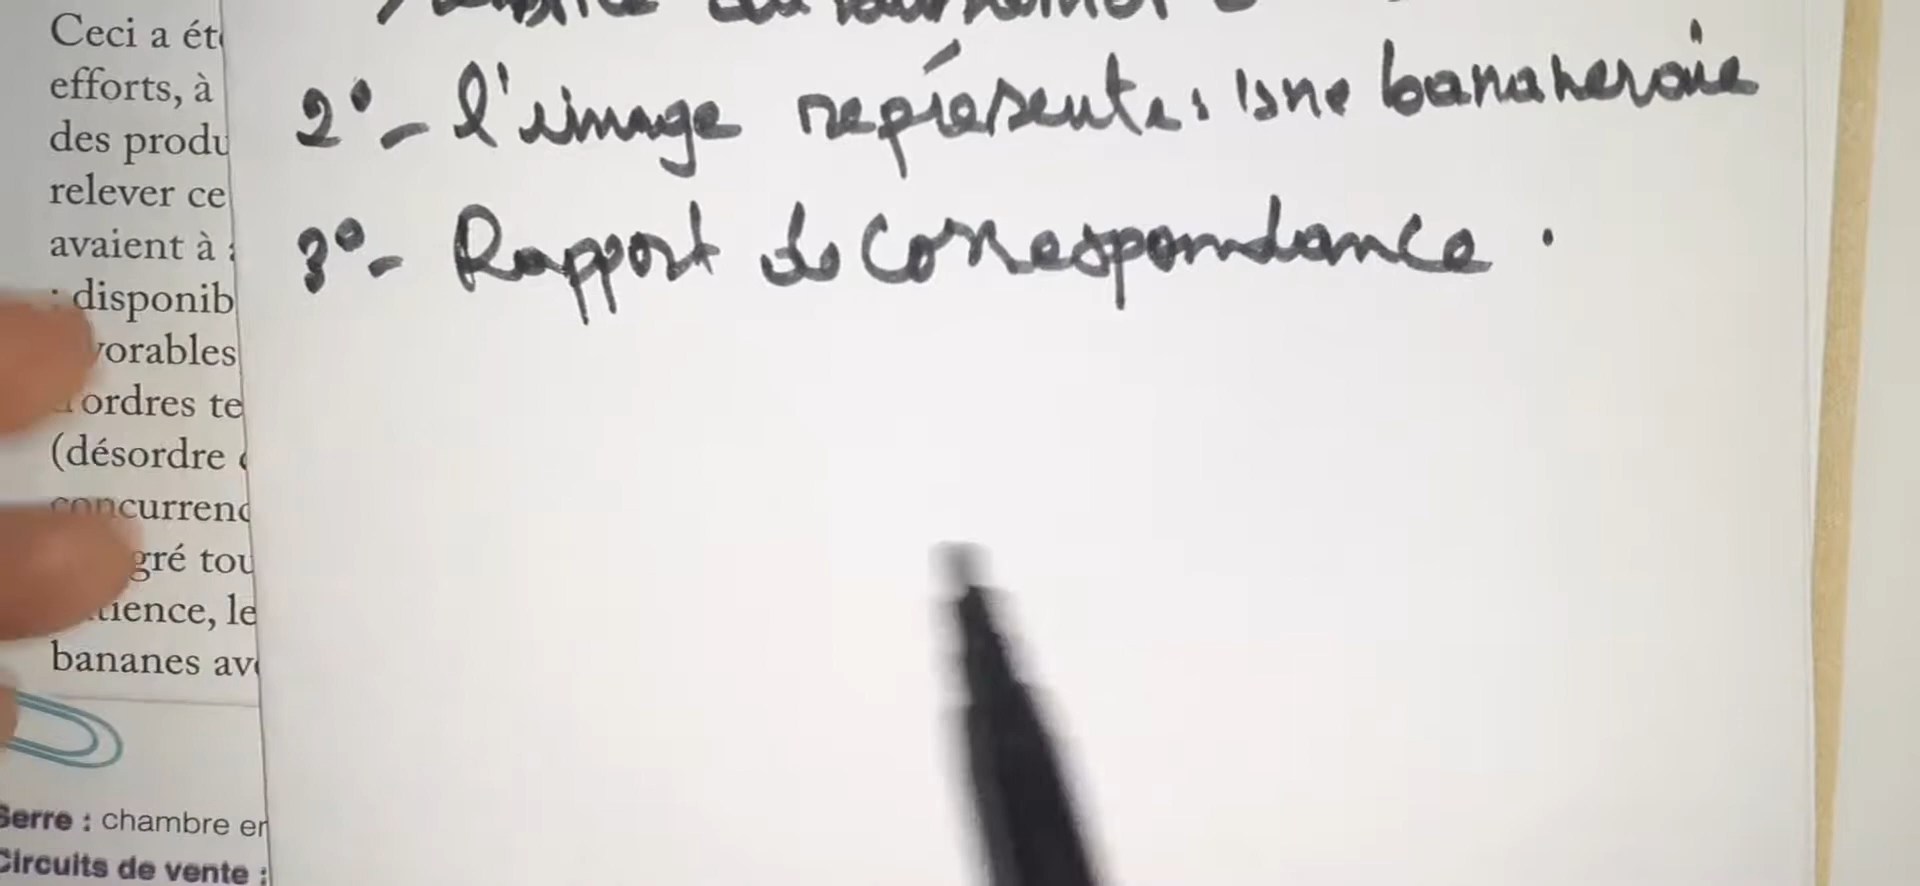 Ceci a ét
efforts, à
des produ
relever ce
avaient à
: disponib
vorables
d'ordres te
(désordre
concurrenc
gré tou
tience, le
bananes av
Serre : chambre en
Circuits de vente :
2°- l'image représente : Une bananeraie
3°- Rapport de correspondance .